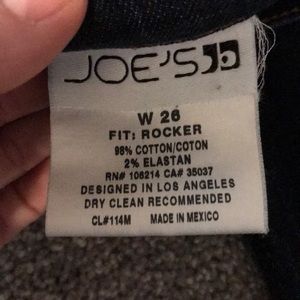 JOE'S
W 26
FIT: ROCKER
98% COTTON/COTON
2% ELASTAN
RN# 106214 CA# 35037
DESIGNED IN LOS ANGELES
DRY CLEAN RECOMMENDED
CL#114M MADE IN MEXICO